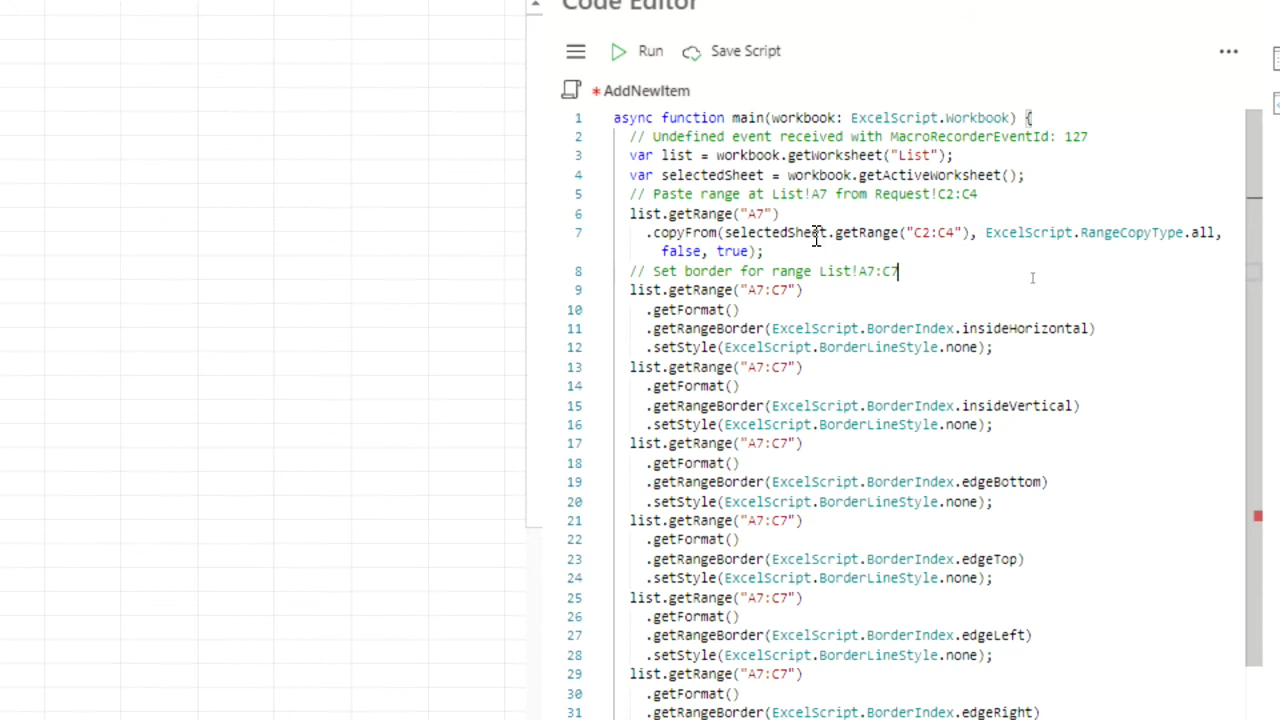 Code Editor
Run Save Script
* AddNewItem
1 async function main(workbook: ExcelScript.Workbook) {
2 // Undefined event received with MacroRecorderEventId: 127
3 var list = workbook.getWorksheet("List");
4 var selectedSheet = workbook.getActiveWorksheet();
5 // Paste range at List!A7 from Request!C2:C4
6 list.getRange("A7")
7 .copyFrom(selectedSheet.getRange("C2:C4"), ExcelScript.RangeCopyType.all,
false, true);
8 // Set border for range List!A7:C7
9 list.getRange("A7:C7")
10 .getFormat()
11 .getRangeBorder(ExcelScript.BorderIndex.insideHorizontal)
12 .setStyle(ExcelScript.BorderLineStyle.none);
13 list.getRange("A7:C7")
14 .getFormat()
15 .getRangeBorder(ExcelScript.BorderIndex.insideVertical)
16 .setStyle(ExcelScript.BorderLineStyle.none);
17 list.getRange("A7:C7")
18 .getFormat()
19 .getRangeBorder(ExcelScript.BorderIndex.edgeBottom)
20 .setStyle(ExcelScript.BorderLineStyle.none);
21 list.getRange("A7:C7")
22 .getFormat()
23 .getRangeBorder(ExcelScript.BorderIndex.edgeTop)
24 .setStyle(ExcelScript.BorderLineStyle.none);
25 list.getRange("A7:C7")
26 .getFormat()
27 .getRangeBorder(ExcelScript.BorderIndex.edgeLeft)
28 .setStyle(ExcelScript.BorderLineStyle.none);
29 list.getRange("A7:C7")
30 .getFormat()
31 .getRangeBorder(ExcelScript.BorderIndex.edgeRight)